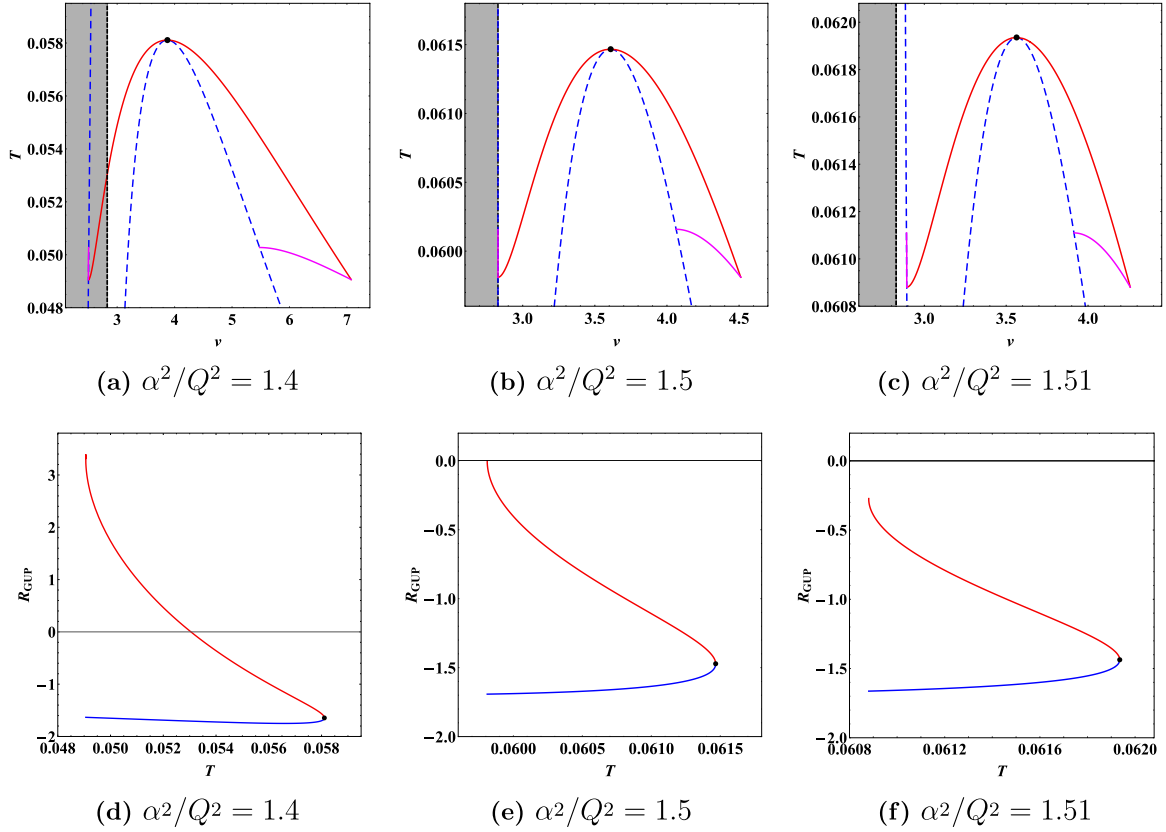 0.058
0.056
0.054
0.052
0.050
0.048
T
3 4 5 6 7
v
(a) α²/Q² = 1.4
0.0615
0.0610
0.0605
0.0600
T
3.0 3.5 4.0 4.5
v
(b) α²/Q² = 1.5
0.0620
0.0618
0.0616
0.0614
0.0612
0.0610
0.0608
T
3.0 3.5 4.0
v
(c) α²/Q² = 1.51
3
2
1
0
−1
−2
R_GUP
0.048 0.050 0.052 0.054 0.056 0.058
T
(d) α²/Q² = 1.4
0.0
−0.5
−1.0
−1.5
−2.0
R_GUP
0.0600 0.0605 0.0610 0.0615
T
(e) α²/Q² = 1.5
0.0
−0.5
−1.0
−1.5
−2.0
R_GUP
0.0608 0.0612 0.0616 0.0620
T
(f) α²/Q² = 1.51